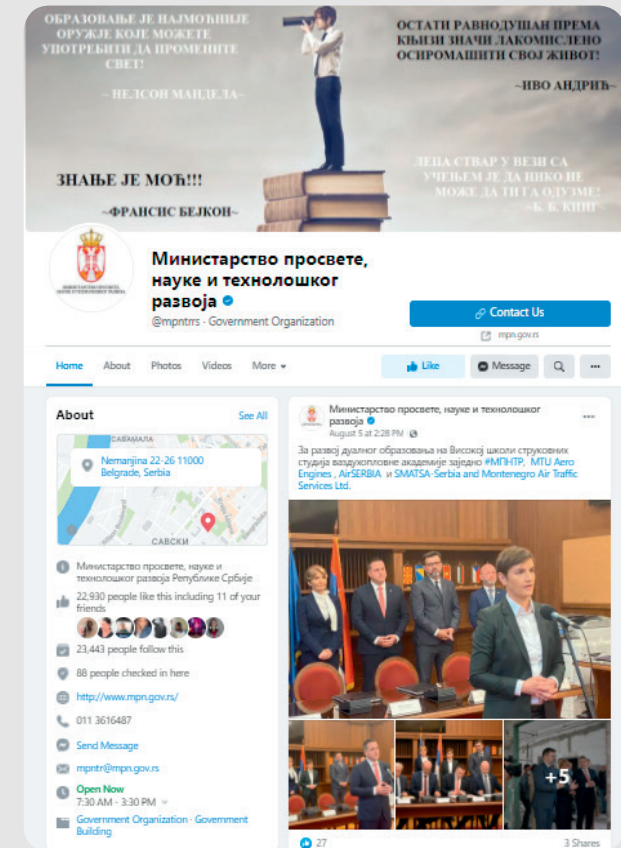 ОБРАЗОВАЊЕ ЈЕ НАЈМОЋНИЈЕ
ОРУЖЈЕ КОЈЕ МОЖЕТЕ
УПОТРЕБИТИ ДА ПРОМЕНИТЕ
СВЕТ!
~ НЕЛСОН МАНДЕЛА~
ОСТАТИ РАВНОДУШАН ПРЕМА
КЊИЗИ ЗНАЧИ ЛАКОМИСЛЕНО
ОСИРОМАШИТИ СВОЈ ЖИВОТ!
~ИВО АНДРИЋ~
ЗНАЊЕ ЈЕ МОЋ!!!
~ФРАНСИС БЕЈКОН~
ЛЕПА СТВАР У ВЕЗИ СА
УЧЕЊЕМ ЈЕ ДА НИКО НЕ
МОЖЕ ДА ТИ ГА ОДУЗМЕ!
~Б. Б. КИНГ~
Министарство просвете,
науке и технолошког
развоја
@mpntrrs · Government Organization
Contact Us
mpn.gov.rs
Home About Photos Videos More
Like Message
About
See All
САВАМАЛА
Nemanjina 22-26 11000
Belgrade, Serbia
САВСКИ
Министарство просвете, науке и
технолошког развоја Републике Србије
22,930 people like this including 11 of your
friends
23,443 people follow this
88 people checked in here
http://www.mpn.gov.rs/
011 3616487
Send Message
mpntr@mpn.gov.rs
Open Now
7:30 AM - 3:30 PM
Government Organization · Government
Building
Министарство просвете, науке и технолошког
развоја
August 5 at 2:28 PM
За развој дуалног образовања на Високој школи струковних
студија ваздухопловне академије заједно #МПНТР, MTU Aero
Engines , AirSERBIA и SMATSA-Serbia and Montenegro Air Traffic
Services Ltd.
+5
27
3 Shares